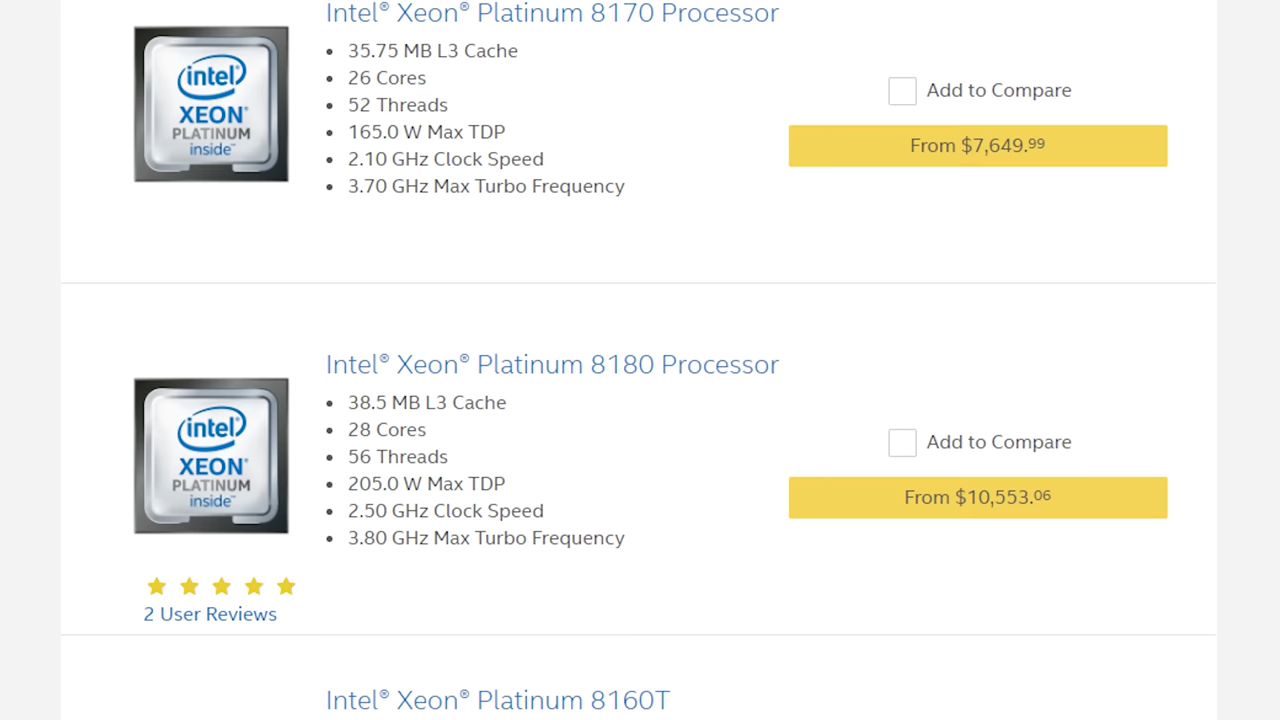 Intel® Xeon® Platinum 8170 Processor
intel®
XEON®
PLATINUM
inside™
• 35.75 MB L3 Cache
• 26 Cores
• 52 Threads
• 165.0 W Max TDP
• 2.10 GHz Clock Speed
• 3.70 GHz Max Turbo Frequency
Add to Compare
From $7,649.99
Intel® Xeon® Platinum 8180 Processor
intel®
XEON®
PLATINUM
inside™
• 38.5 MB L3 Cache
• 28 Cores
• 56 Threads
• 205.0 W Max TDP
• 2.50 GHz Clock Speed
• 3.80 GHz Max Turbo Frequency
Add to Compare
From $10,553.06
2 User Reviews
Intel® Xeon® Platinum 8160T